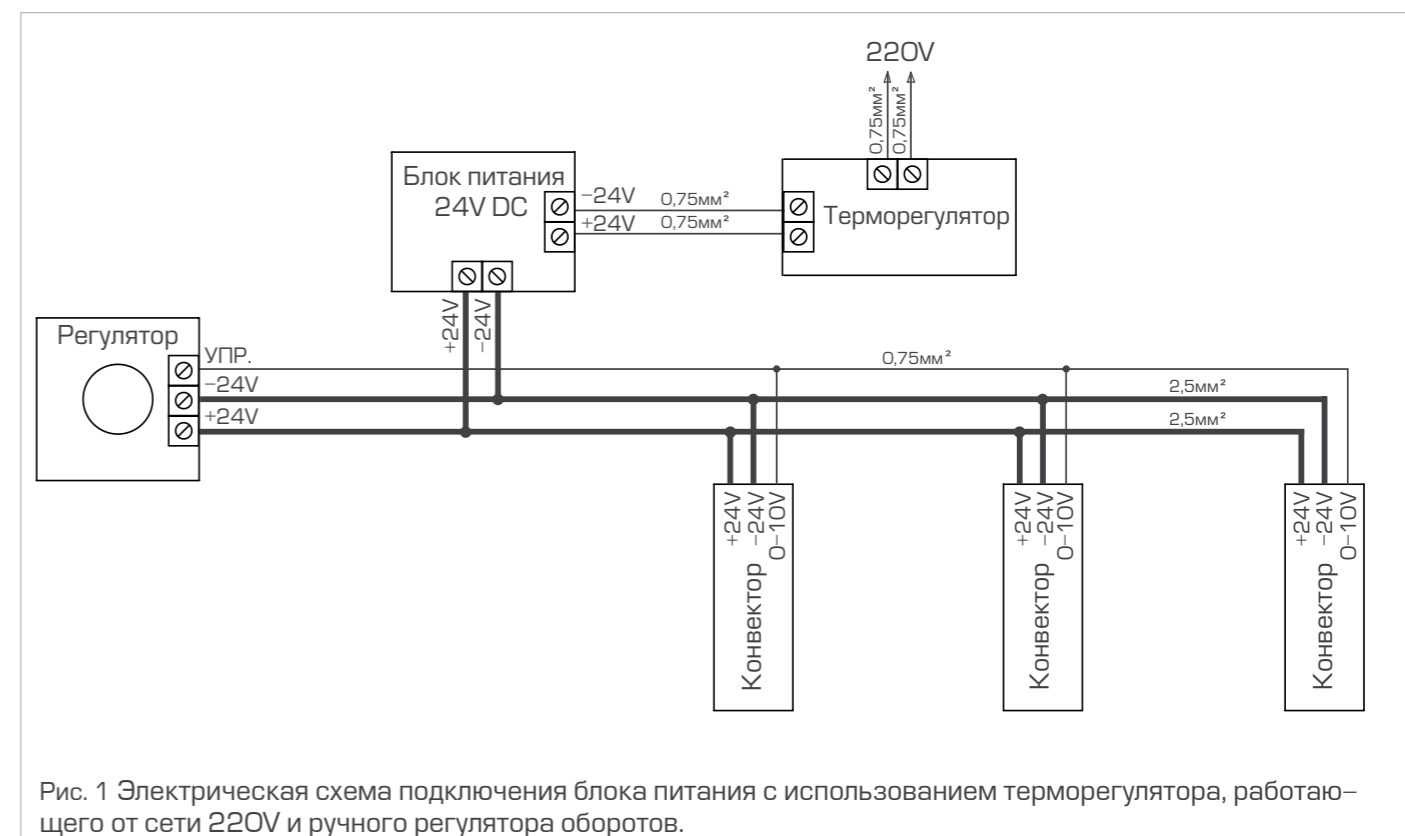 220V
0,75мм²
0,75мм²
Блок питания
24V DC
−24V
0,75мм²
+24V
0,75мм²
Терморегулятор
+24V
−24V
Регулятор
УПР.
−24V
+24V
0,75мм²
2,5мм²
2,5мм²
+24V
−24V
0−10V
Конвектор
+24V
−24V
0−10V
Конвектор
+24V
−24V
0−10V
Конвектор
Рис. 1 Электрическая схема подключения блока питания с использованием терморегулятора, работаю−
щего от сети 220V и ручного регулятора оборотов.